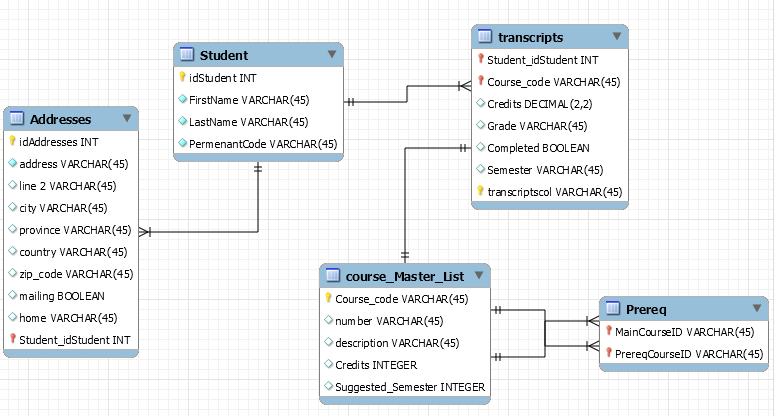 Student
idStudent INT
FirstName VARCHAR(45)
LastName VARCHAR(45)
PermenantCode VARCHAR(45)
transcripts
Student_idStudent INT
Course_code VARCHAR(45)
Credits DECIMAL(2,2)
Grade VARCHAR(45)
Completed BOOLEAN
Semester VARCHAR(45)
transcriptscol VARCHAR(45)
Addresses
idAddresses INT
address VARCHAR(45)
line 2 VARCHAR(45)
city VARCHAR(45)
province VARCHAR(45)
country VARCHAR(45)
zip_code VARCHAR(45)
mailing BOOLEAN
home VARCHAR(45)
Student_idStudent INT
course_Master_List
Course_code VARCHAR(45)
number VARCHAR(45)
description VARCHAR(45)
Credits INTEGER
Suggested_Semester INTEGER
Prereq
MainCourseID VARCHAR(45)
PrereqCourseID VARCHAR(45)